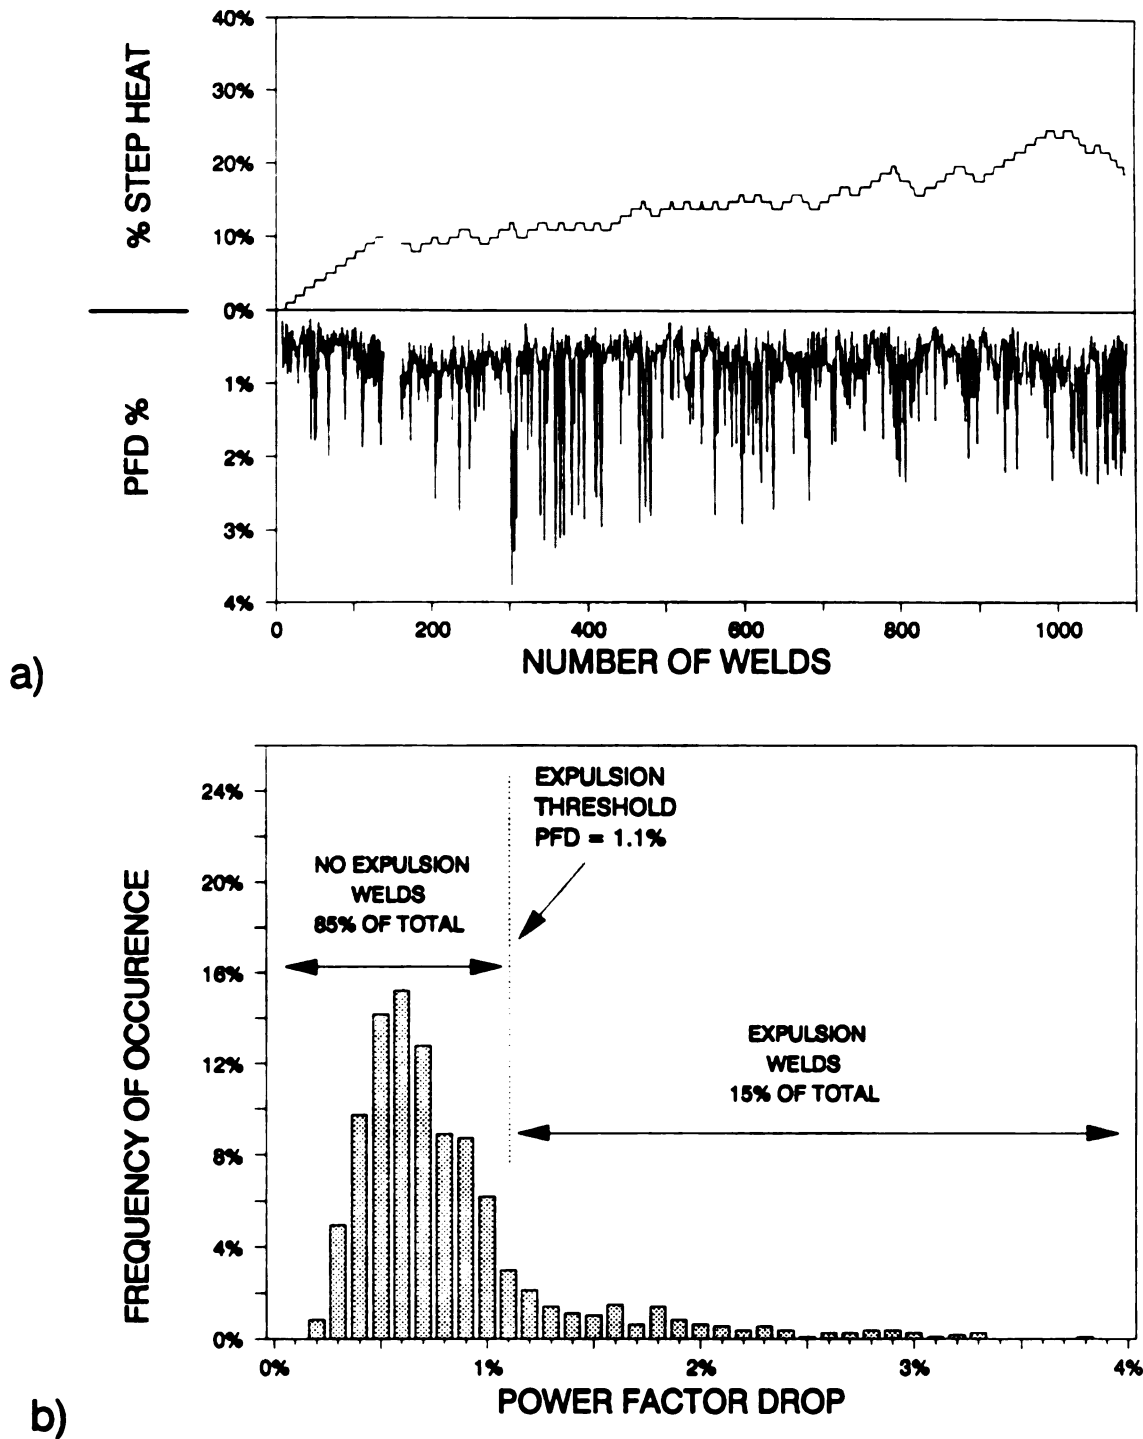 40%
30%
20%
10%
0%
% STEP HEAT
1%
2%
3%
4%
PFD %
0 200 400 600 800 1000
NUMBER OF WELDS
a)
24%
20%
16%
12%
8%
4%
0%
FREQUENCY OF OCCURENCE
EXPULSION
THRESHOLD
PFD = 1.1%
NO EXPULSION
WELDS
85% OF TOTAL
EXPULSION
WELDS
15% OF TOTAL
0% 1% 2% 3% 4%
POWER FACTOR DROP
b)